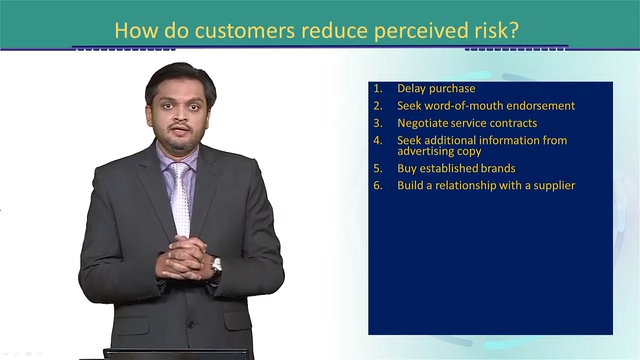 How do customers reduce perceived risk?
1. Delay purchase
2. Seek word-of-mouth endorsement
3. Negotiate service contracts
4. Seek additional information from
advertising copy
5. Buy established brands
6. Build a relationship with a supplier